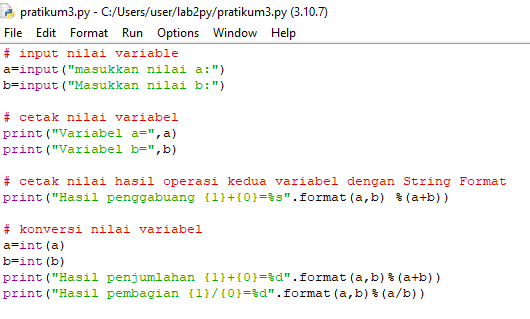 pratikum3.py - C:/Users/user/lab2py/pratikum3.py (3.10.7)
File Edit Format Run Options Window Help
# input nilai variable
a=input("masukkan nilai a:")
b=input("Masukkan nilai b:")
# cetak nilai variabel
print("Variabel a=",a)
print("Variabel b=",b)
# cetak nilai hasil operasi kedua variabel dengan String Format
print("Hasil penggabuang {1}+{0}=%s".format(a,b) %(a+b))
# konversi nilai variabel
a=int(a)
b=int(b)
print("Hasil penjumlahan {1}+{0}=%d".format(a,b)%(a+b))
print("Hasil pembagian {1}/{0}=%d".format(a,b)%(a/b))